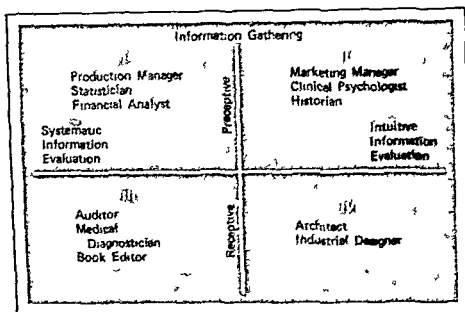 Information Gathering
Production Manager
Statistician
Financial Analyst
Systematic
Information
Evaluation
Preceptive
Marketing Manager
Clinical Psychologist
Historian
Intuitive
Information
Evaluation
Auditor
Medical
Diagnostician
Book Editor
Receptive
Architect
Industrial Designer